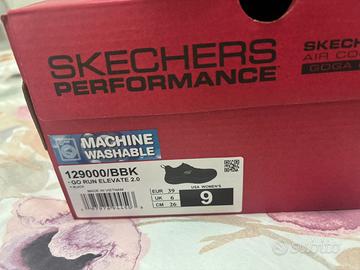 SKECHERS
PERFORMANCE
SKECH
AIR CO
GOGA
MACHINE
WASHABLE
129000/BBK
- GO RUN ELEVATE 2.0
MADE IN VIETNAM
EUR 39
UK 6
CM 26
USA WOMEN'S
9
subito